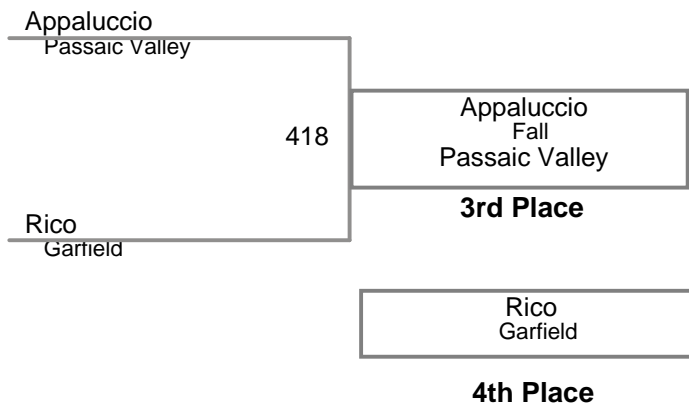 Appaluccio
Passaic Valley
418
Appaluccio
Fall
Passaic Valley
3rd Place
Rico
Garfield
Rico
Garfield
4th Place